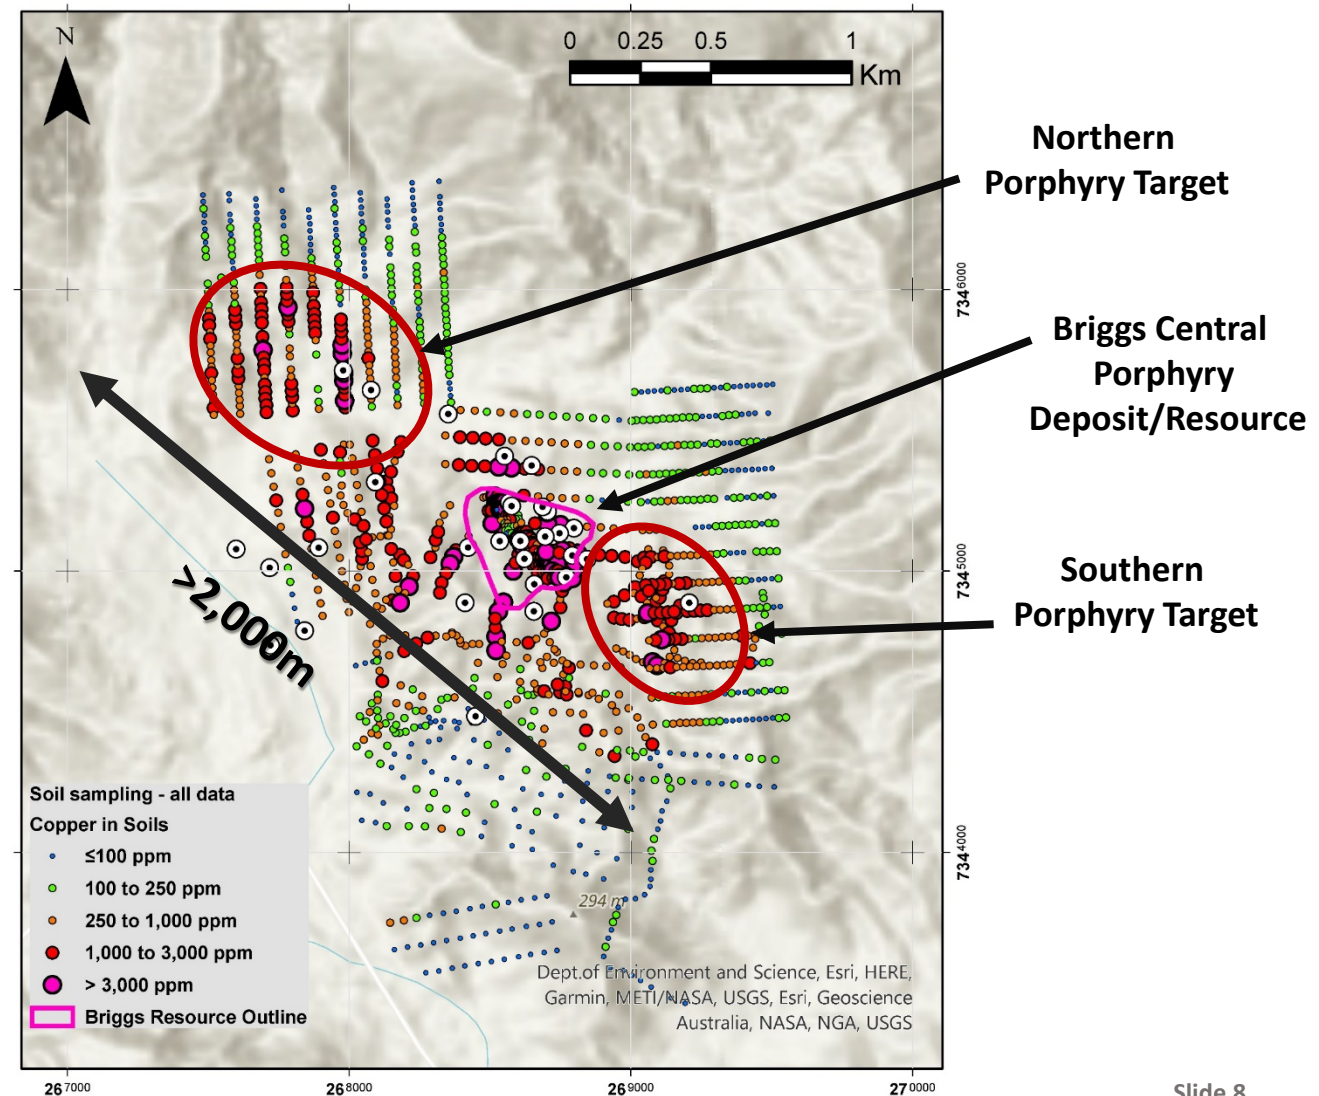 N
0 0.25 0.5 1
Km
Northern
Porphyry Target
Briggs Central
Porphyry
Deposit/Resource
Southern
Porphyry Target
7346000
7345000
7344000
>2,000m
294 m
Soil sampling - all data
Copper in Soils
≤100 ppm
100 to 250 ppm
250 to 1,000 ppm
1,000 to 3,000 ppm
> 3,000 ppm
Briggs Resource Outline
Dept.of Environment and Science, Esri, HERE,
Garmin, METI/NASA, USGS, Esri, Geoscience
Australia, NASA, NGA, USGS
267000 268000 269000 270000
Slide 8